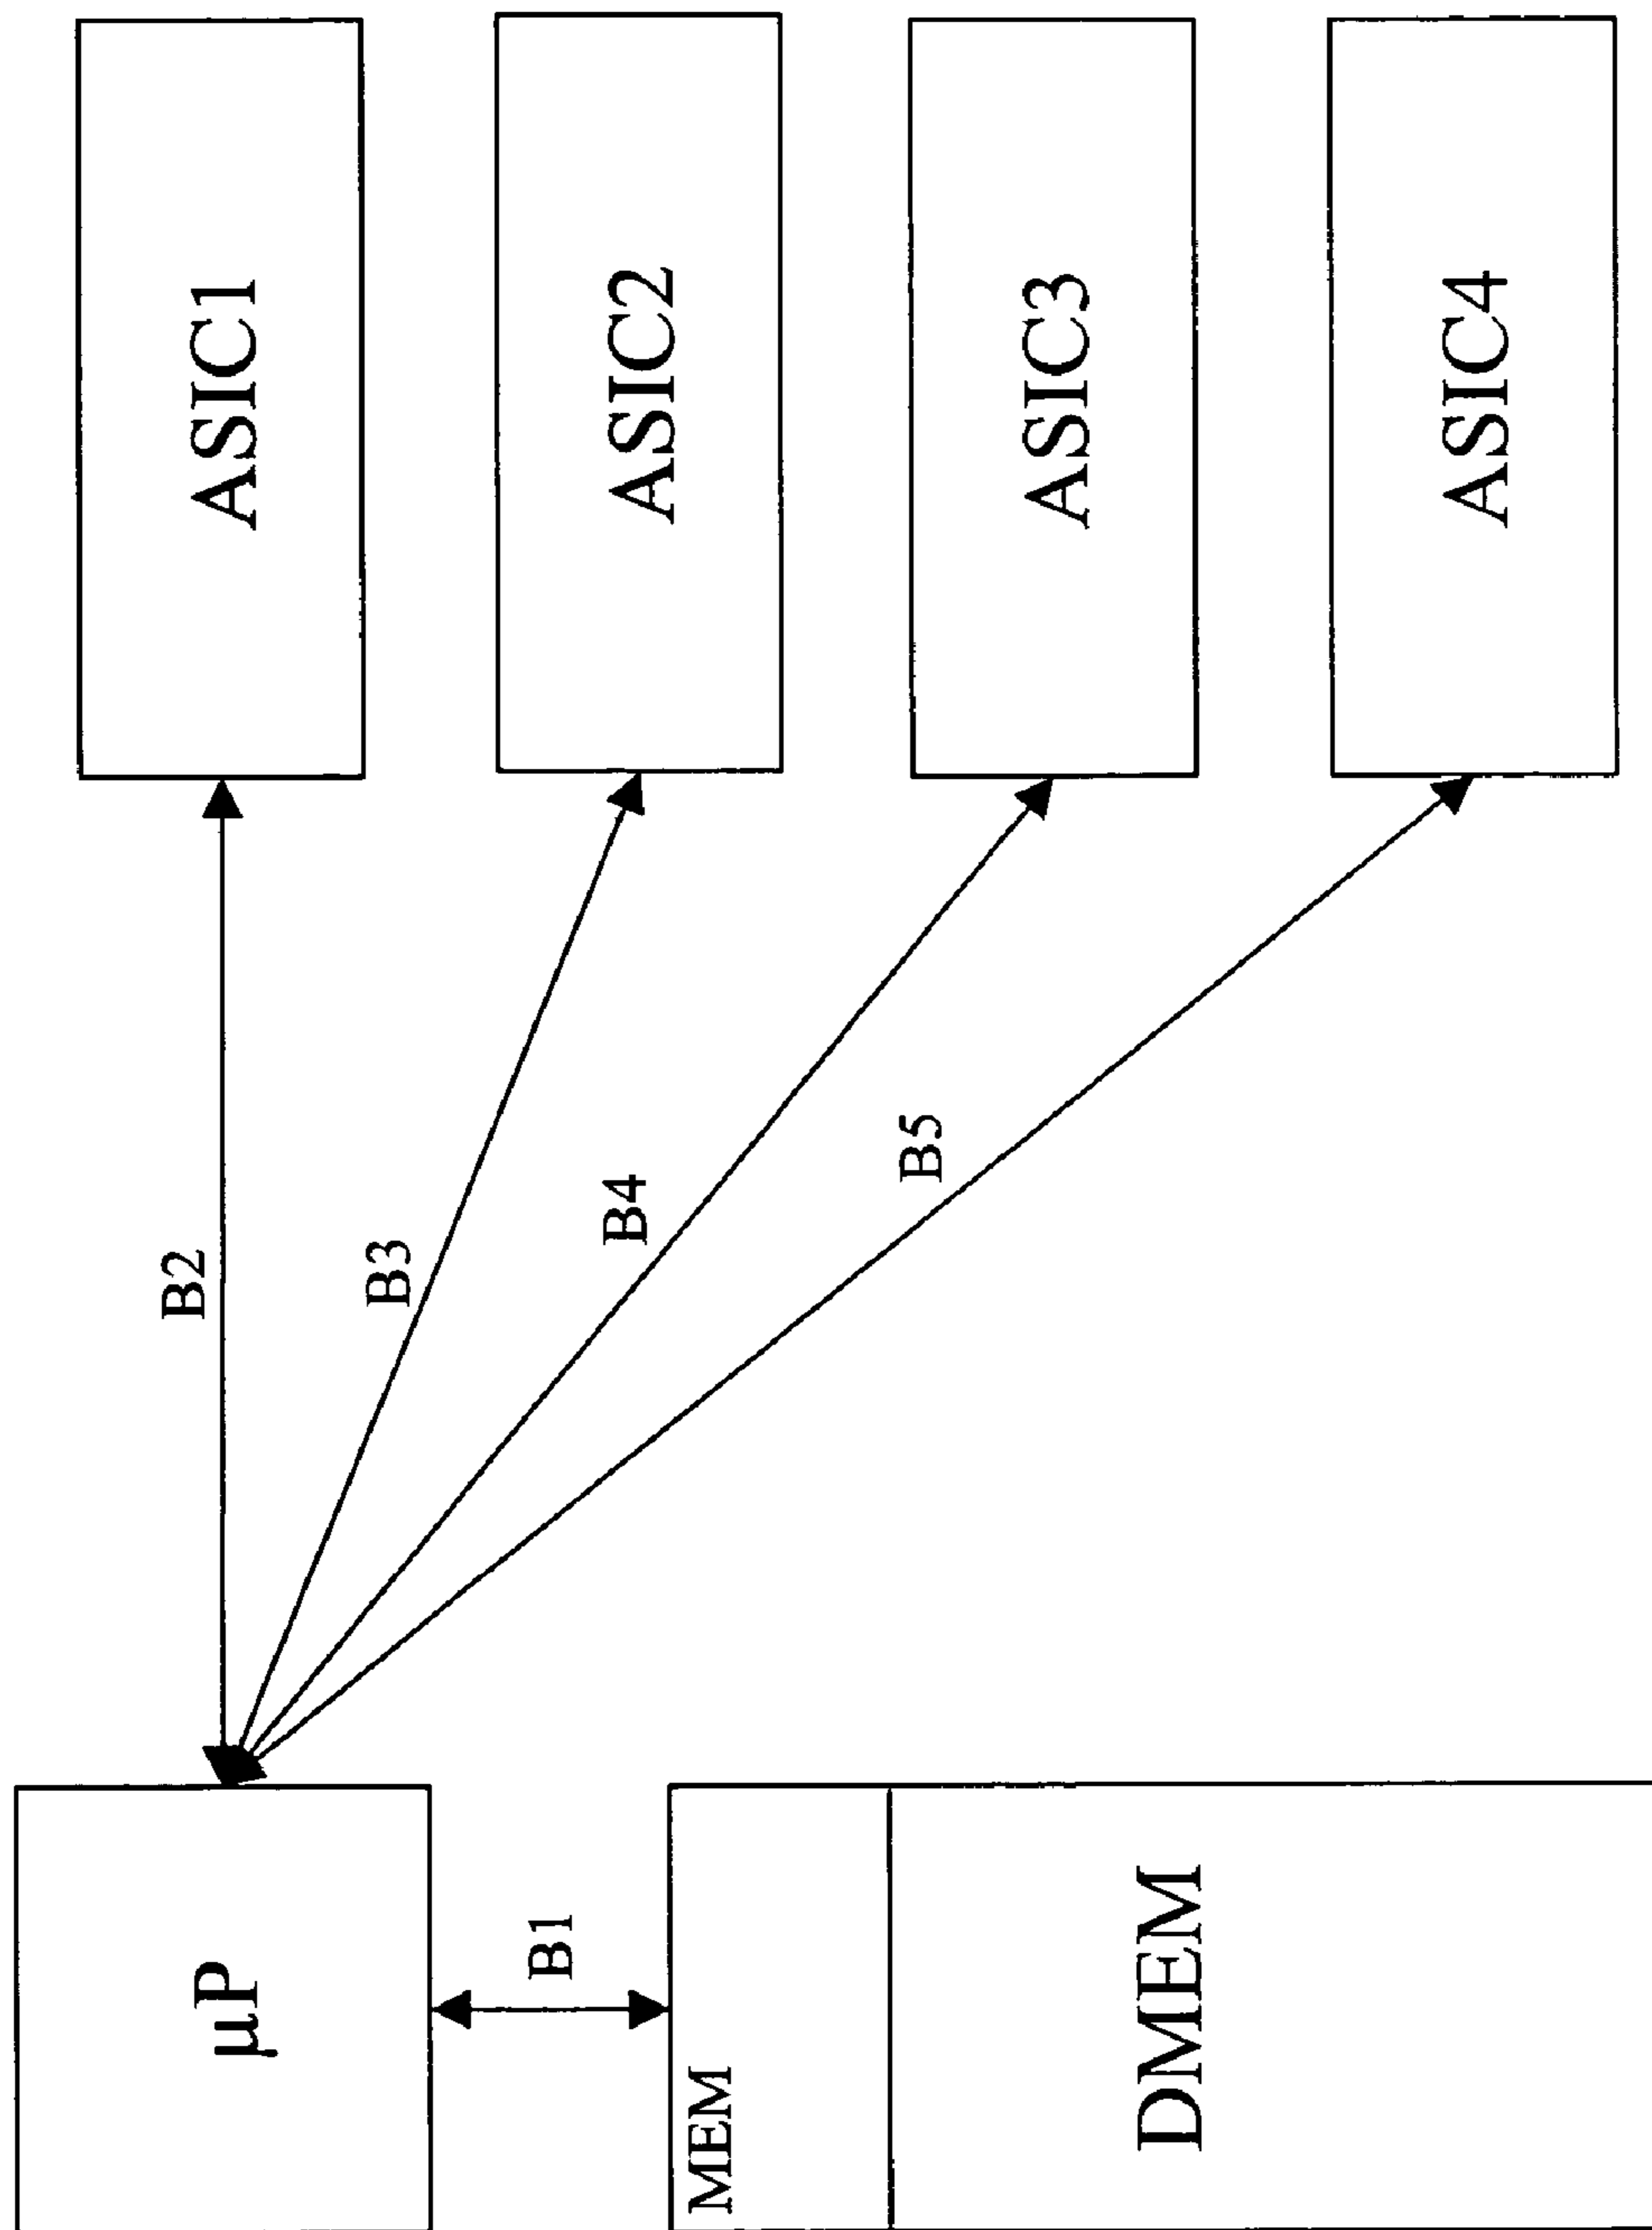 µP
B1
MEM
DMEM
B2
B3
B4
B5
ASIC1
ASIC2
ASIC3
ASIC4